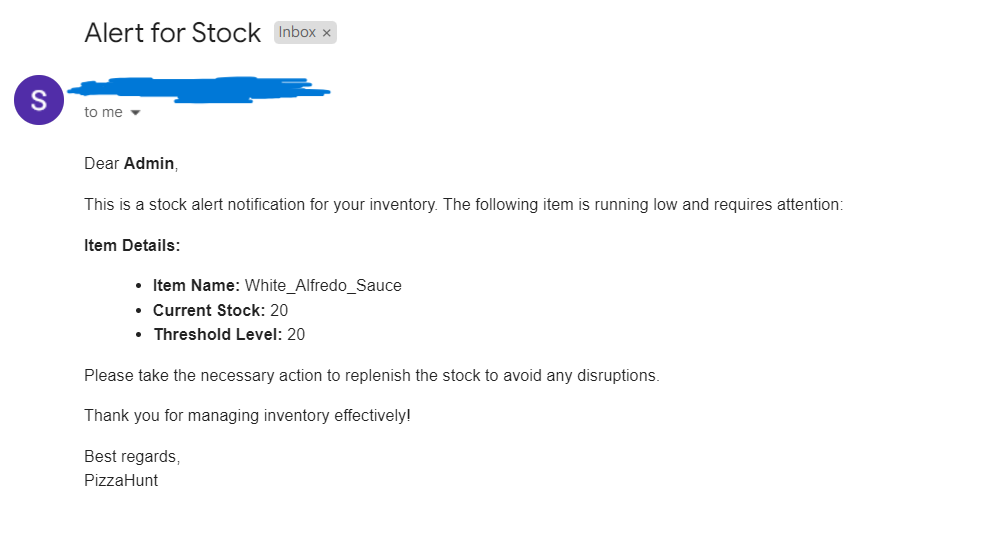 Alert for Stock Inbox ×
S
to me
Dear Admin,
This is a stock alert notification for your inventory. The following item is running low and requires attention:
Item Details:
• Item Name: White_Alfredo_Sauce
• Current Stock: 20
• Threshold Level: 20
Please take the necessary action to replenish the stock to avoid any disruptions.
Thank you for managing inventory effectively!
Best regards,
PizzaHunt